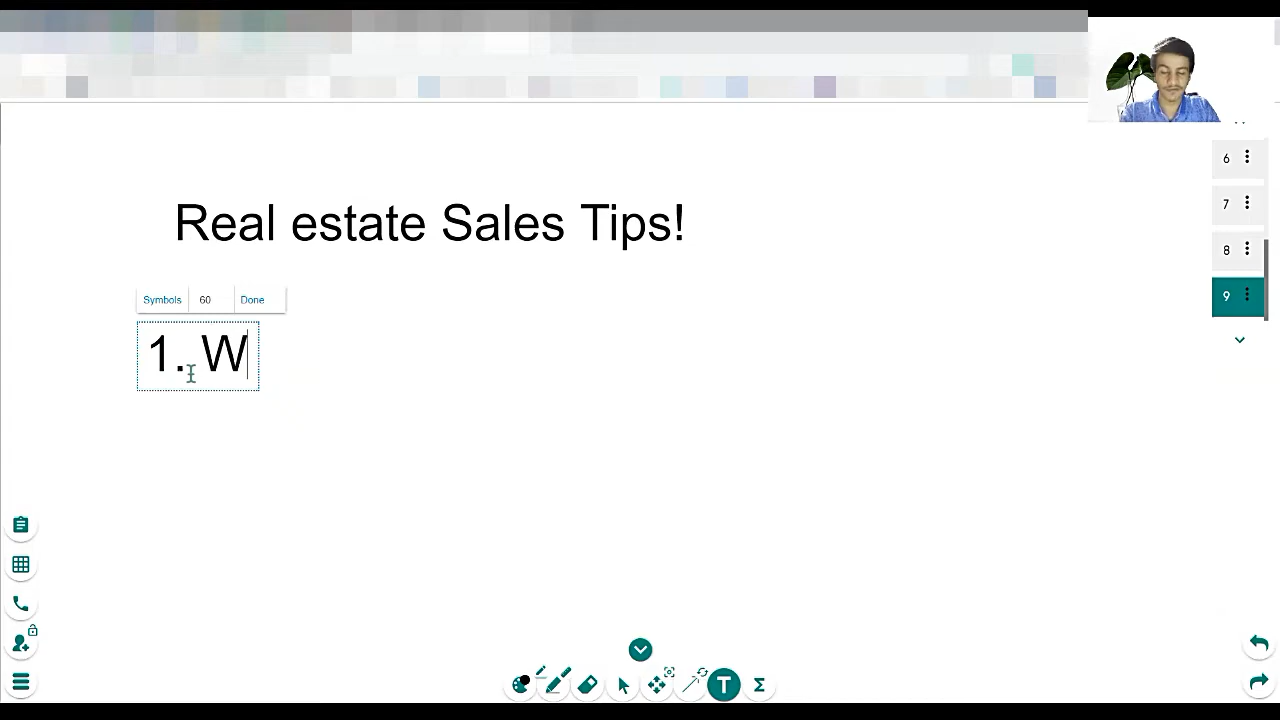 6
7
Real estate Sales Tips!
8
9
Symbols 60 Done
1. W
T Σ